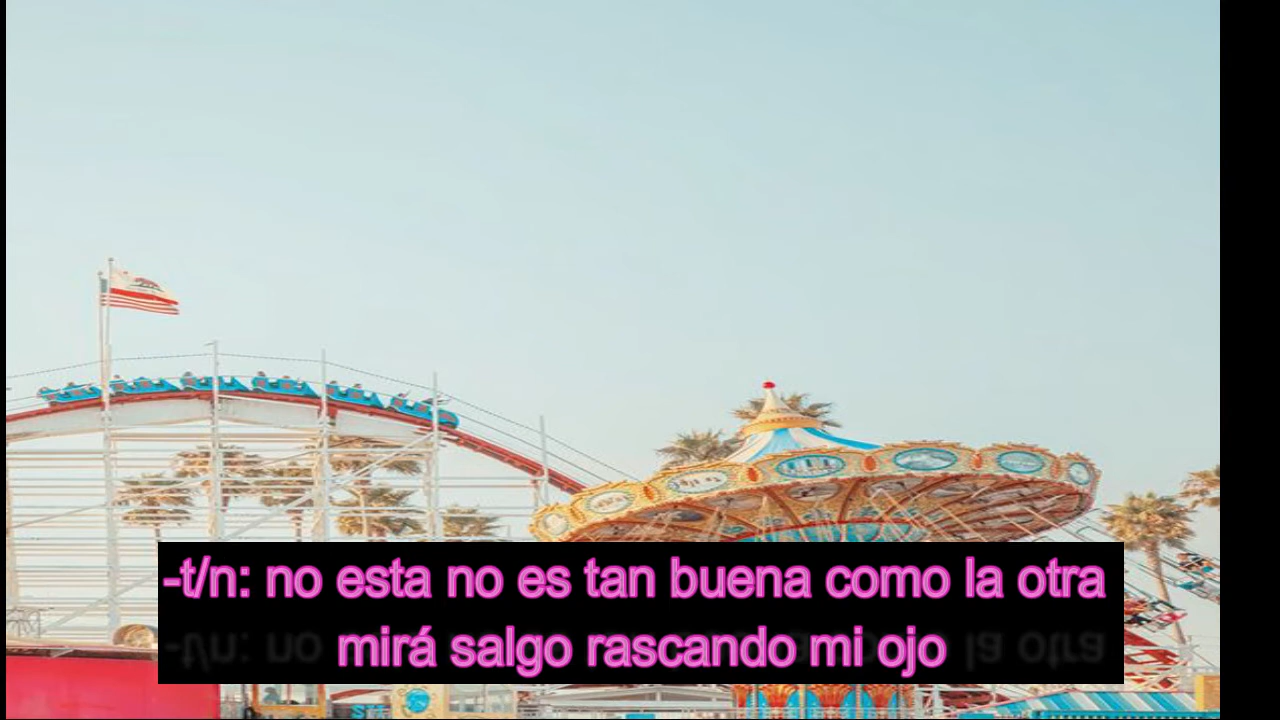 -t/n: no esta no es tan buena como la otra
mirá salgo rascando mi ojo